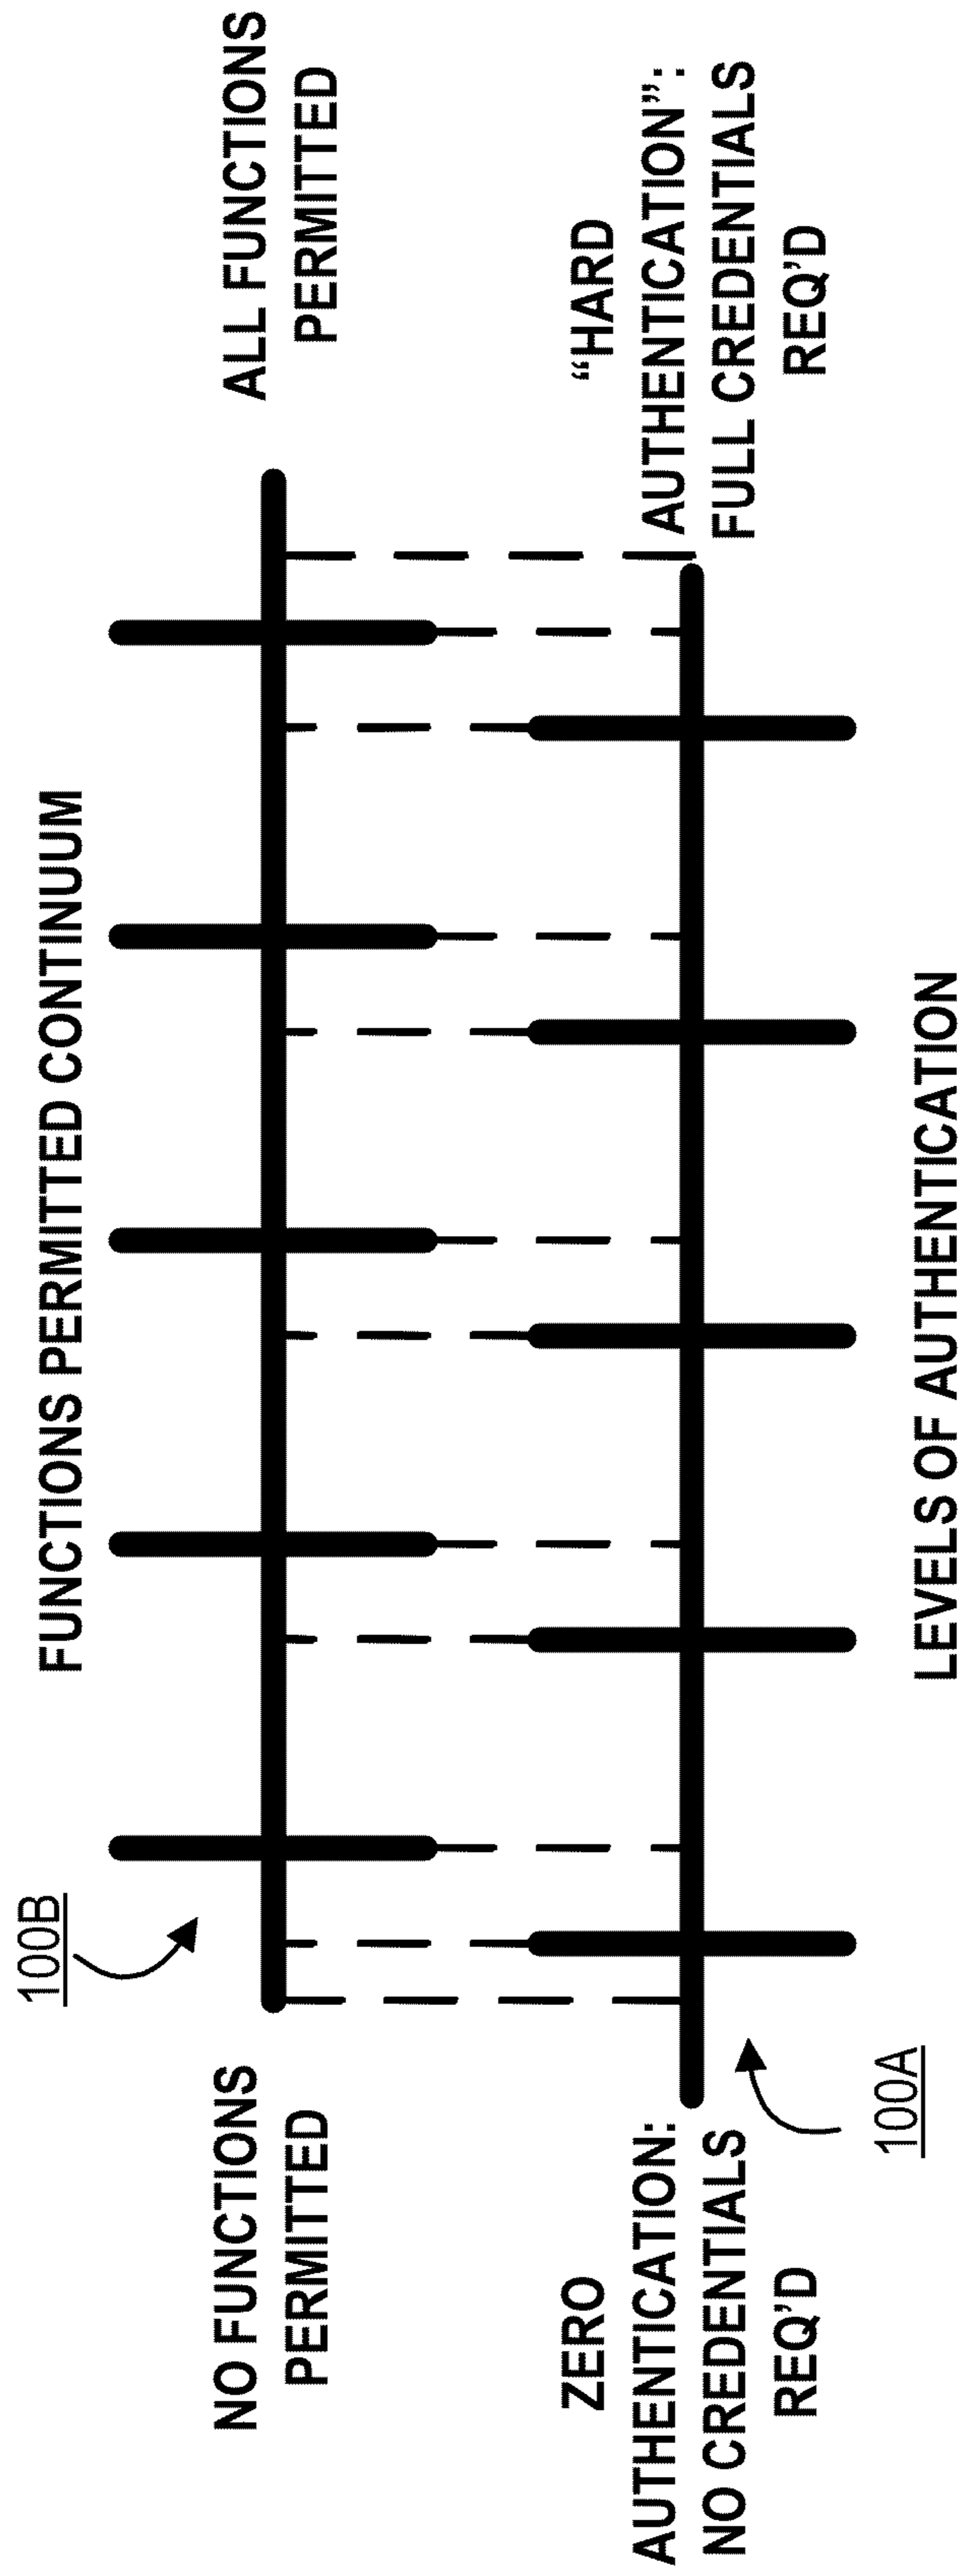 FUNCTIONS PERMITTED CONTINUUM
100B
NO FUNCTIONS
PERMITTED
ALL FUNCTIONS
PERMITTED
ZERO
AUTHENTICATION:
NO CREDENTIALS
REQ’D
“HARD
AUTHENTICATION”:
FULL CREDENTIALS
REQ’D
100A
LEVELS OF AUTHENTICATION